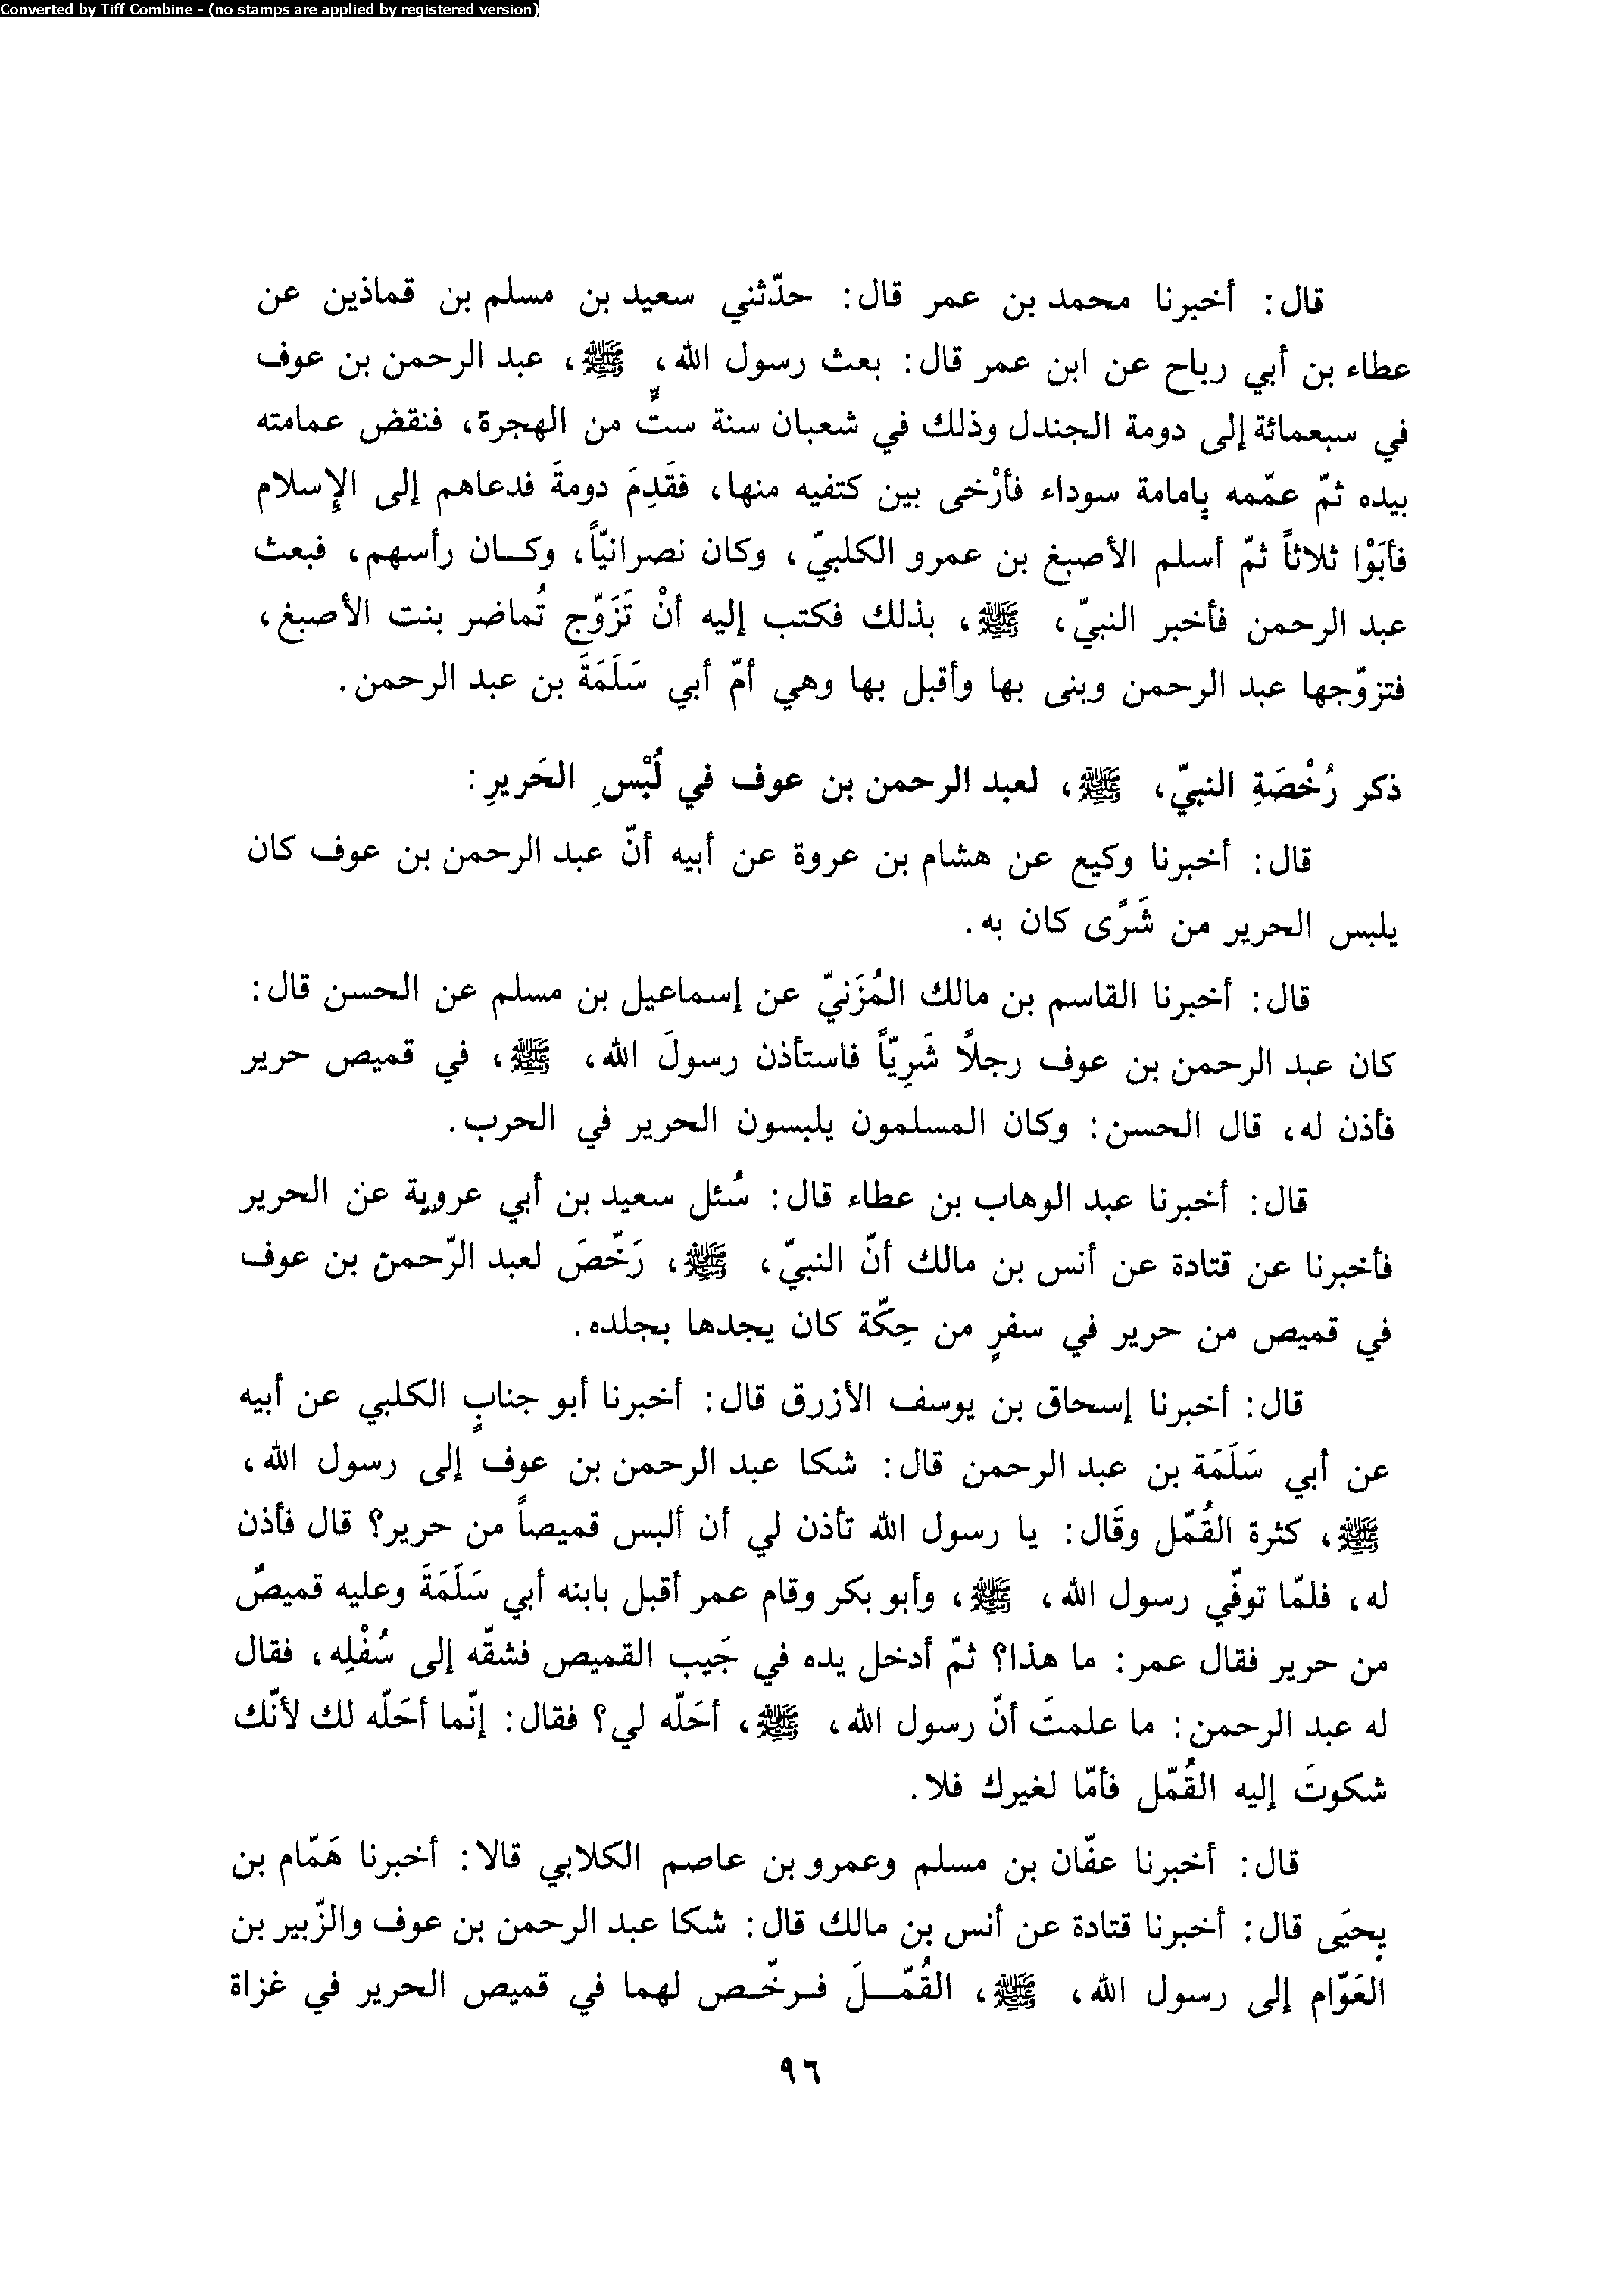 Converted by Tiff Combine - (no stamps are applied by registered version)
قال: أخبرنا محمد بن عمر قال: حدّثني سعيد بن مسلم بن قماذين عن
عطاء بن أبي رباح عن ابن عمر قال: بعث رسول الله، ﷺ، عبد الرحمن بن عوف
في سبعمائة إلى دومة الجندل وذلك في شعبان سنة ستٍّ من الهجرة، فنقض عمامته
بيده ثمّ عمّمه بِإمامة سوداء فأرْخى بين كتفيه منها، فقَدِمَ دومةَ فدعاهم إلى الإِسلام
فأبَوْا ثلاثاً ثمّ أسلم الأصبغ بن عمرو الكلبيّ، وكان نصرانيّاً، وكان رأسهم، فبعث
عبد الرحمن فأخبر النبيّ، ﷺ، بذلك فكتب إليه أنْ تَزَوّج تُماضر بنت الأصبغ،
فتزوّجها عبد الرحمن وبنى بها وأقبل بها وهي أمّ أبي سَلَمَةَ بن عبد الرحمن.
ذكر رُخْصَةِ النبيّ، ﷺ، لعبد الرحمن بن عوف في لُبْسِ الحَريرِ:
قال: أخبرنا وكيع عن هشام بن عروة عن أبيه أنّ عبد الرحمن بن عوف كان
يلبس الحرير من شَرًى كان به.
قال: أخبرنا القاسم بن مالك المُزَنيّ عن إسماعيل بن مسلم عن الحسن قال:
كان عبد الرحمن بن عوف رجلاً شَرِيّاً فاستأذن رسولَ الله، ﷺ، في قميص حرير
فأذن له، قال الحسن: وكان المسلمون يلبسون الحرير في الحرب.
قال: أخبرنا عبد الوهاب بن عطاء قال: سُئل سعيد بن أبي عروبة عن الحرير
فأخبرنا عن قتادة عن أنس بن مالك أنّ النبيّ، ﷺ، رَخّصَ لعبد الرّحمن بن عوف
في قميص من حرير في سفرٍ من حِكّة كان يجدها بجلده.
قال: أخبرنا إسحاق بن يوسف الأزرق قال: أخبرنا أبو جنابٍ الكلبي عن أبيه
عن أبي سَلَمَة بن عبد الرحمن قال: شكا عبد الرحمن بن عوف إلى رسول الله،
ﷺ، كثرة القُمّل وقَال: يا رسول الله تأذن لي أن ألبس قميصاً من حرير؟ قال فأذن
له، فلمّا توفّي رسول الله، ﷺ، وأبو بكر وقام عمر أقبل بابنه أبي سَلَمَةَ وعليه قميصٌ
من حرير فقال عمر: ما هذا؟ ثمّ أدخل يده في جَيب القميص فشقّه إلى سُفْلِه، فقال
له عبد الرحمن: ما علمتَ أنّ رسول الله، ﷺ، أحَلّه لي؟ فقال: إنّما أحَلّه لك لأنّك
شكوتَ إليه القُمّل فأمّا لغيرك فلا.
قال: أخبرنا عفّان بن مسلم وعمرو بن عاصم الكلابي قالا: أخبرنا هَمّام بن
يحيَى قال: أخبرنا قتادة عن أنس بن مالك قال: شكا عبد الرحمن بن عوف والزّبير بن
العَوّام إلى رسول الله، ﷺ، القُمّلَ فرخّص لهما في قميص الحرير في غزاة
٩٦